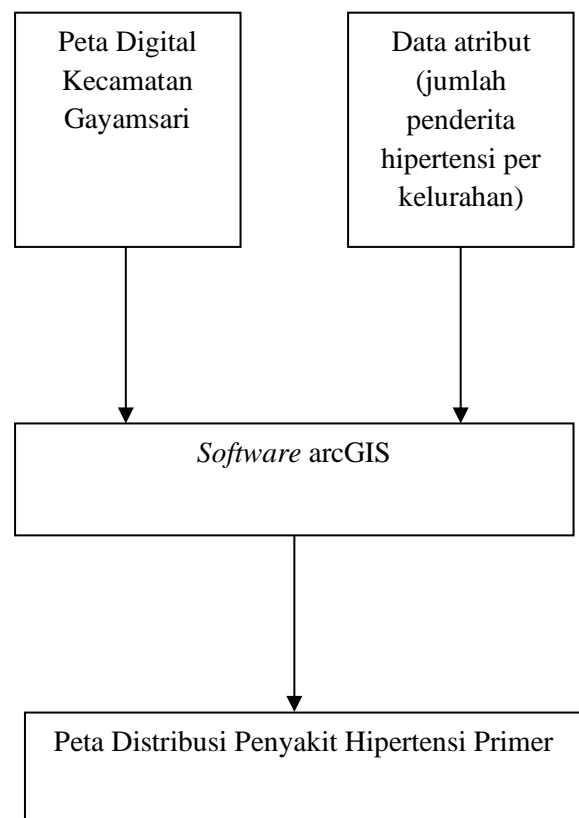 Peta Digital
Kecamatan
Gayamsari
Data atribut
(jumlah
penderita
hipertensi per
kelurahan)
Software arcGIS
Peta Distribusi Penyakit Hipertensi Primer